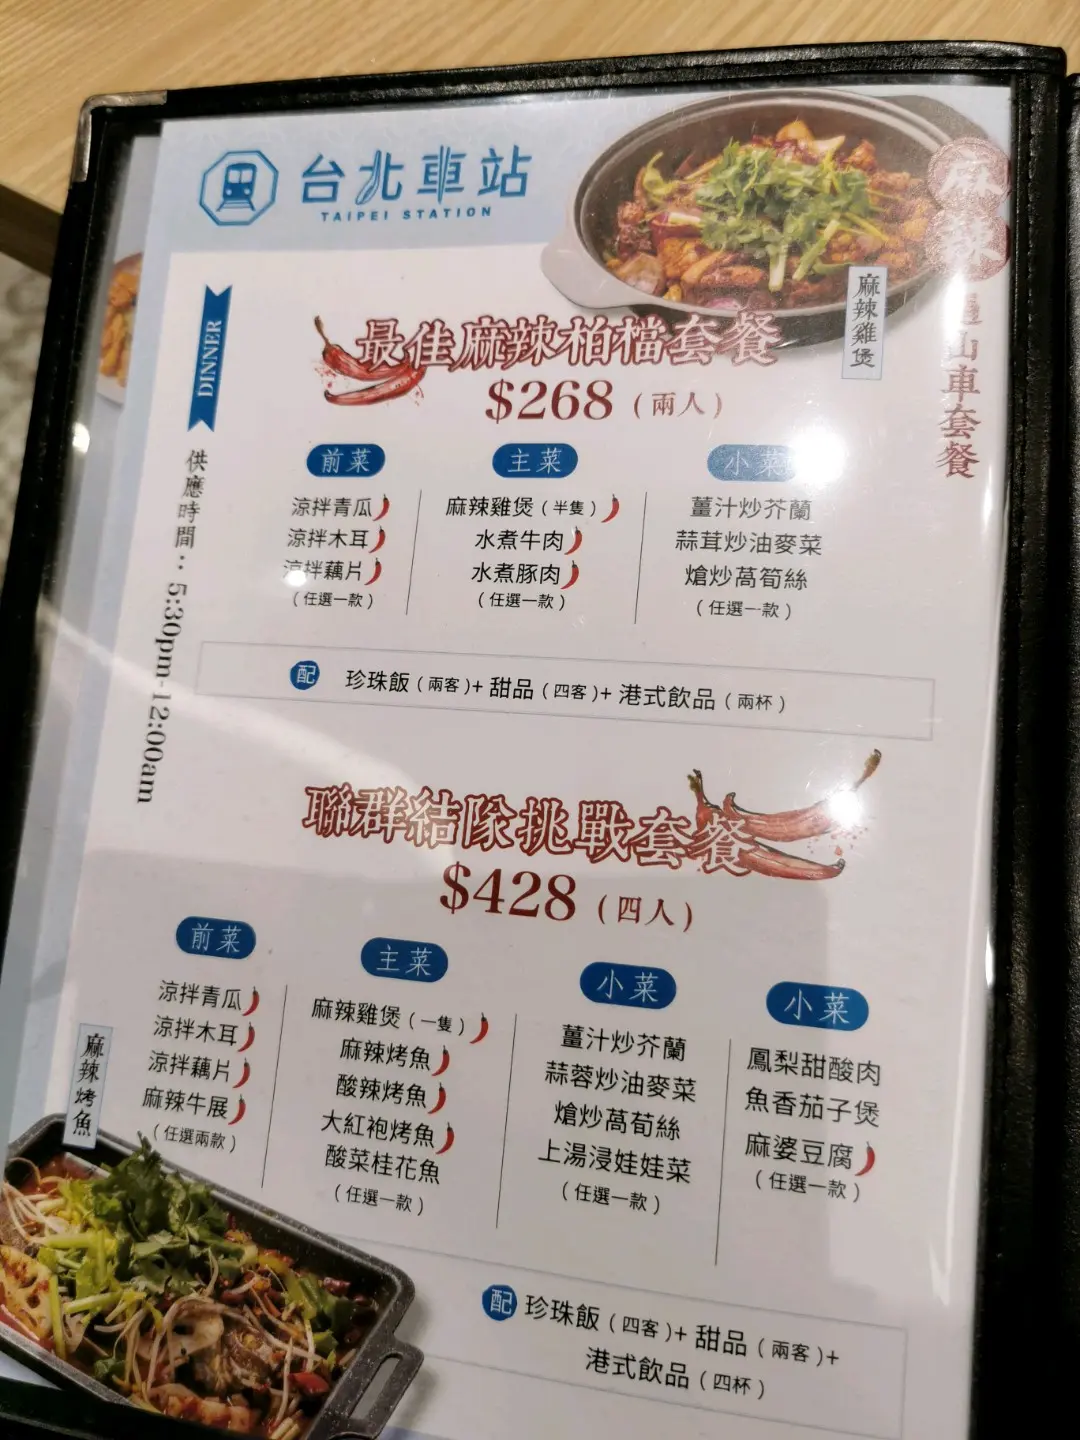 台北車站
TAIPEI STATION
麻辣
過山車套餐
麻辣雞煲
DINNER
供應時間：5:30pm-12:00am
最佳麻辣柏檔套餐
$268（兩人）
前菜
涼拌青瓜
涼拌木耳
涼拌藕片
（任選一款）
主菜
麻辣雞煲（半隻）
水煮牛肉
水煮豚肉
（任選一款）
小菜
薑汁炒芥蘭
蒜茸炒油麥菜
熗炒萵筍絲
（任選一款）
配 珍珠飯（兩客）+ 甜品（四客）+ 港式飲品（兩杯）
聯群結隊挑戰套餐
$428（四人）
前菜
涼拌青瓜
涼拌木耳
涼拌藕片
麻辣牛展
（任選兩款）
主菜
麻辣雞煲（一隻）
麻辣烤魚
酸辣烤魚
大紅袍烤魚
酸菜桂花魚
（任選一款）
小菜
薑汁炒芥蘭
蒜蓉炒油麥菜
熗炒萵荀絲
上湯浸娃娃菜
（任選一款）
小菜
鳳梨甜酸肉
魚香茄子煲
麻婆豆腐
（任選一款）
麻辣烤魚
配 珍珠飯（四客）+ 甜品（兩客）+
港式飲品（四杯）